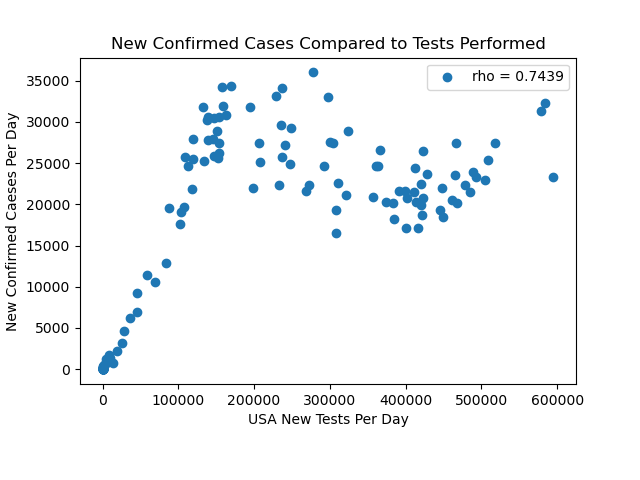 New Confirmed Cases Compared to Tests Performed
rho = 0.7439
New Confirmed Caeses Per Day
35000
30000
25000
20000
15000
10000
5000
0
0 100000 200000 300000 400000 500000 600000
USA New Tests Per Day